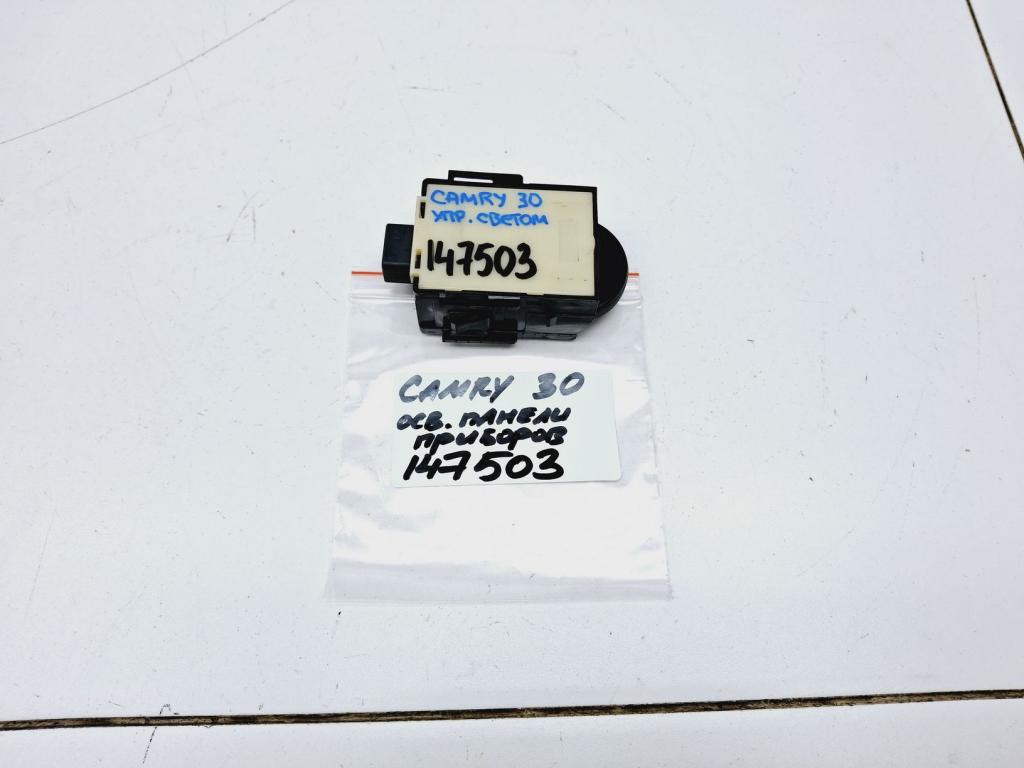 CAMRY 30
УПР. СВЕТОМ
147503
CAMRY 30
ОСВ. ПАНЕЛИ
ПРИБОРОВ
147503